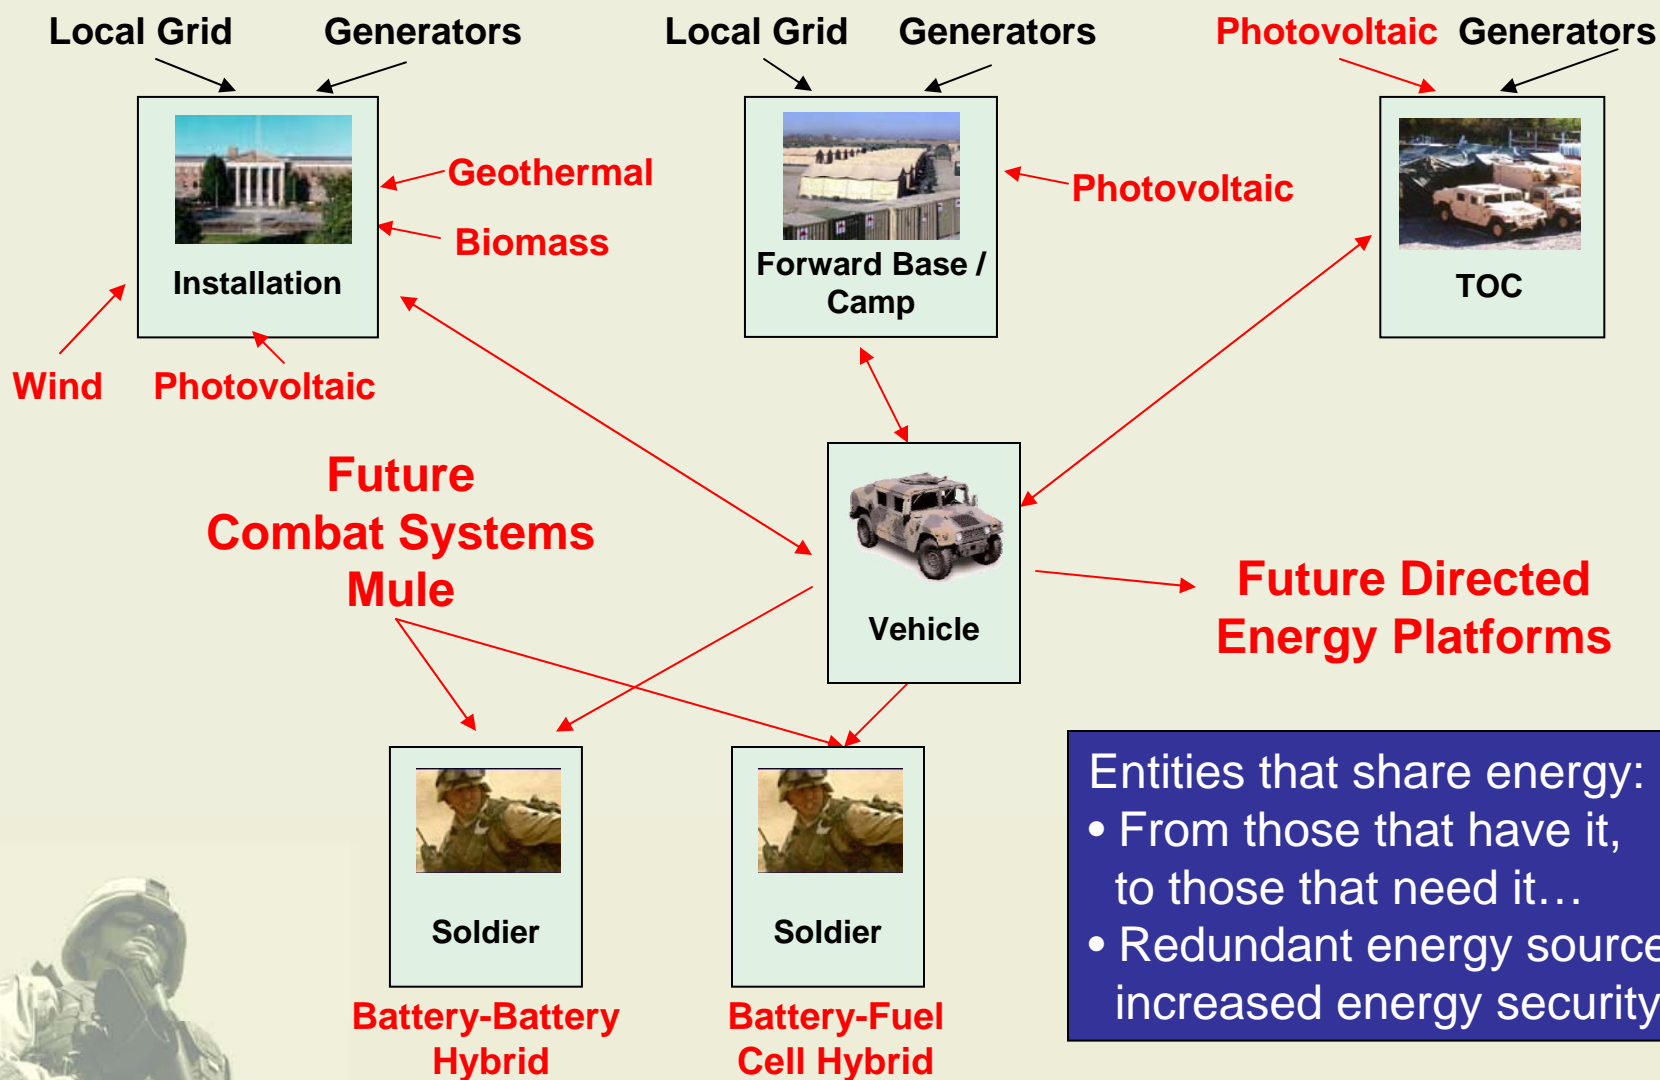 Local Grid
Generators
Local Grid
Generators
Photovoltaic
Generators
Geothermal
Biomass
Installation
Wind
Photovoltaic
Forward Base /
Camp
Photovoltaic
TOC
Future
Combat Systems
Mule
Vehicle
Future Directed
Energy Platforms
Soldier
Battery-Battery
Hybrid
Soldier
Battery-Fuel
Cell Hybrid
Entities that share energy:
• From those that have it,
to those that need it…
• Redundant energy source
increased energy security